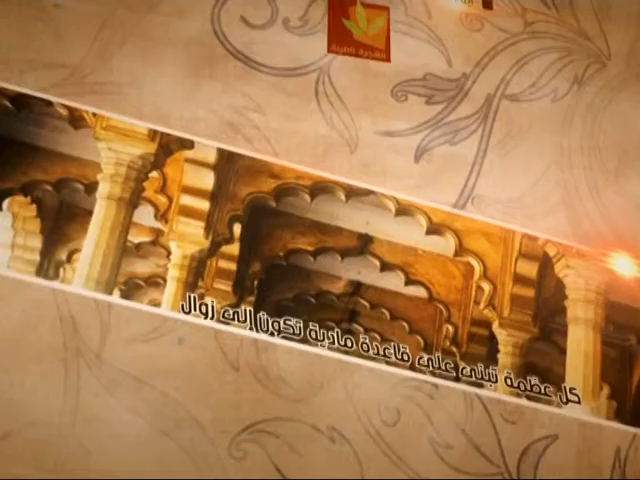 كل عظمة تبنى على قاعدة مادية تكون إلى زوال